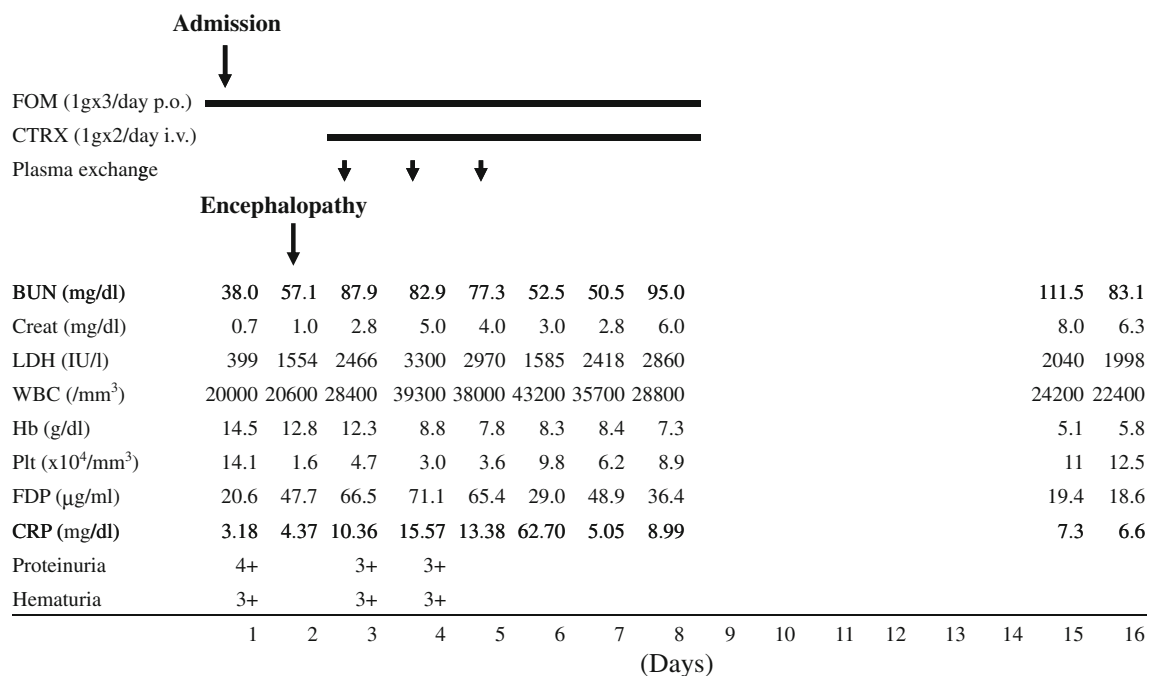 Admission
FOM (1gx3/day p.o.)
CTRX (1gx2/day i.v.)
Plasma exchange
Encephalopathy
BUN (mg/dl) 38.0 57.1 87.9 82.9 77.3 52.5 50.5 95.0 111.5 83.1
Creat (mg/dl) 0.7 1.0 2.8 5.0 4.0 3.0 2.8 6.0 8.0 6.3
LDH (IU/l) 399 1554 2466 3300 2970 1585 2418 2860 2040 1998
WBC (/mm³) 20000 20600 28400 39300 38000 43200 35700 28800 24200 22400
Hb (g/dl) 14.5 12.8 12.3 8.8 7.8 8.3 8.4 7.3 5.1 5.8
Plt (x10⁴/mm³) 14.1 1.6 4.7 3.0 3.6 9.8 6.2 8.9 11 12.5
FDP (μg/ml) 20.6 47.7 66.5 71.1 65.4 29.0 48.9 36.4 19.4 18.6
CRP (mg/dl) 3.18 4.37 10.36 15.57 13.38 62.70 5.05 8.99 7.3 6.6
Proteinuria 4+ 3+ 3+
Hematuria 3+ 3+ 3+
1 2 3 4 5 6 7 8 9 10 11 12 13 14 15 16
(Days)